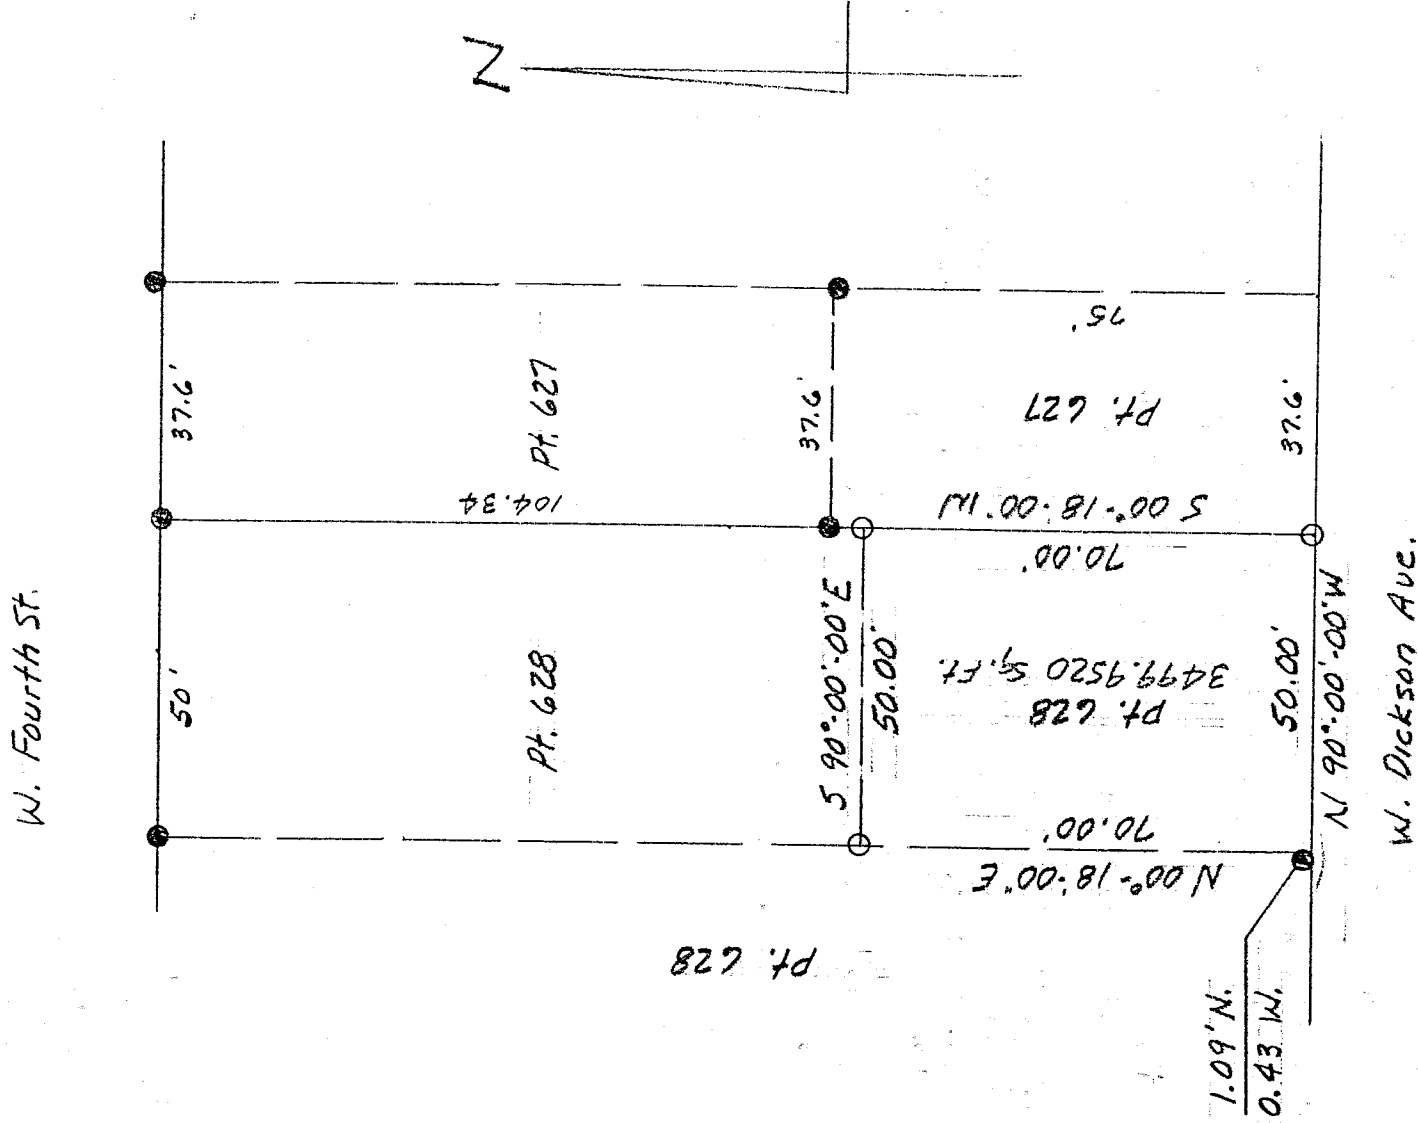 N
W. Fourth St.
37.6'
50'
Pt. 627
104.34
Pt. 628
37.6'
S 90°-00'-00" E
50.00'
75'
Pt. 627
S 00°-18'-00" W
70.00'
Pt. 628
3499.9520 Sq. Ft.
70.00'
N 00°-18'-00" E
37.6'
50.00'
N 90°-00'-00" W
W. Dickson Ave.
Pt. 628
1.09' N.
0.43 W.